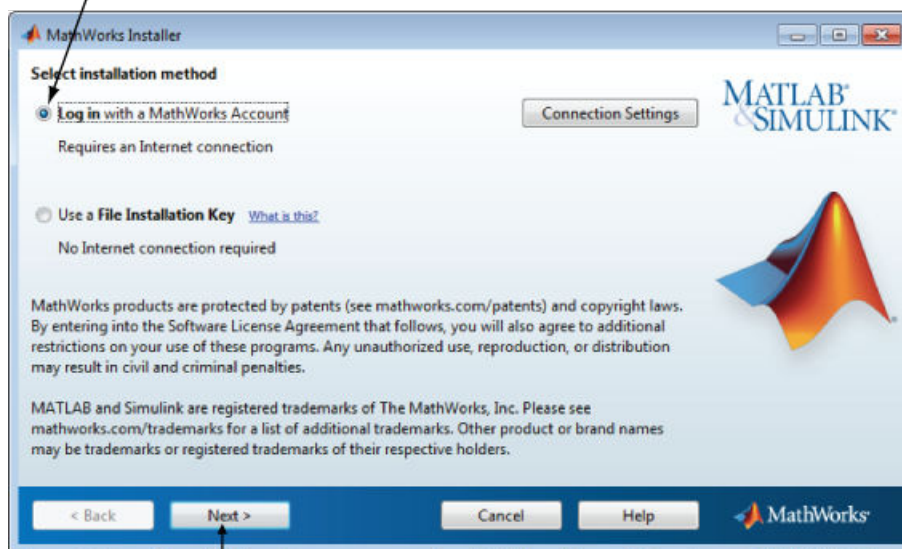 MathWorks Installer
Select installation method
Log in with a MathWorks Account
Connection Settings
Requires an Internet connection
MATLAB®
&SIMULINK®
Use a File Installation Key What is this?
No Internet connection required
MathWorks products are protected by patents (see mathworks.com/patents) and copyright laws.
By entering into the Software License Agreement that follows, you will also agree to additional
restrictions on your use of these programs. Any unauthorized use, reproduction, or distribution
may result in civil and criminal penalties.
MATLAB and Simulink are registered trademarks of The MathWorks, Inc. Please see
mathworks.com/trademarks for a list of additional trademarks. Other product or brand names
may be trademarks or registered trademarks of their respective holders.
< Back
Next >
Cancel
Help
MathWorks®